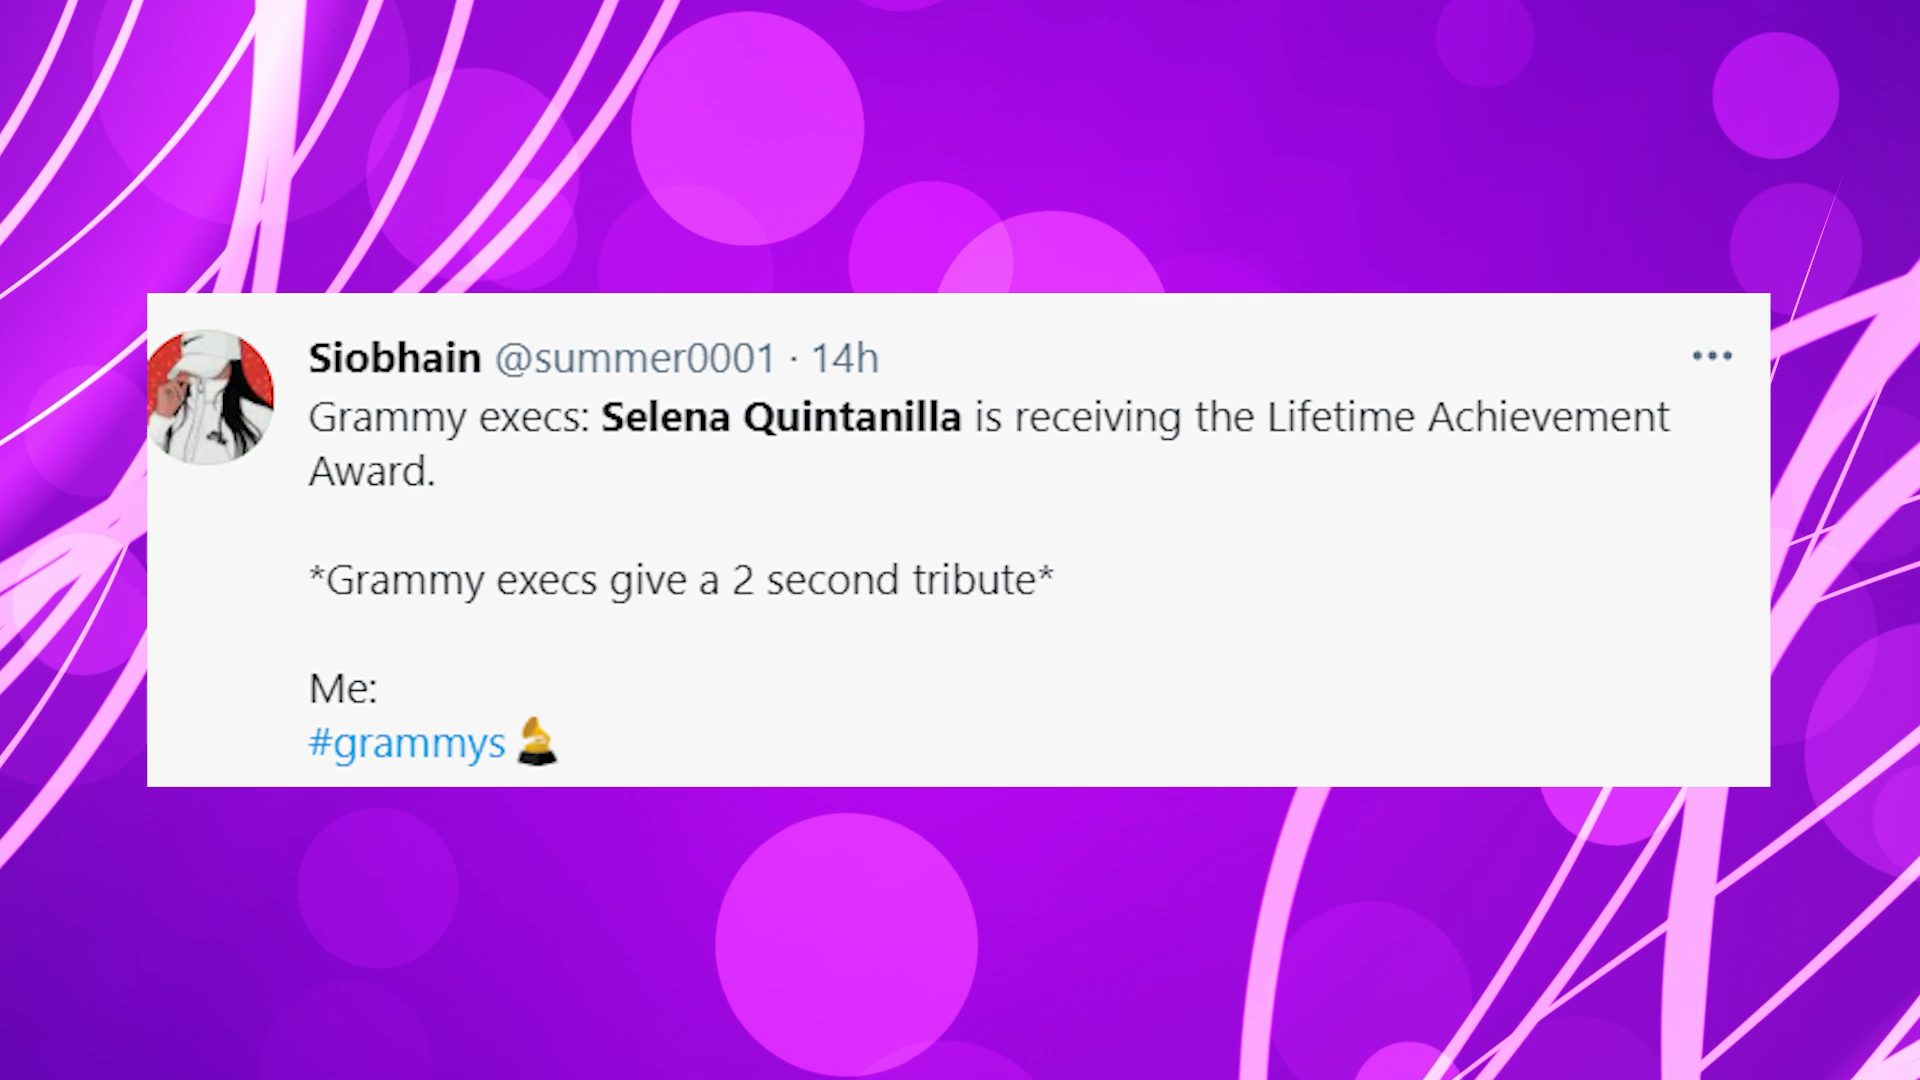 Siobhain @summer0001 · 14h
Grammy execs: Selena Quintanilla is receiving the Lifetime Achievement
Award.
*Grammy execs give a 2 second tribute*
Me:
#grammys